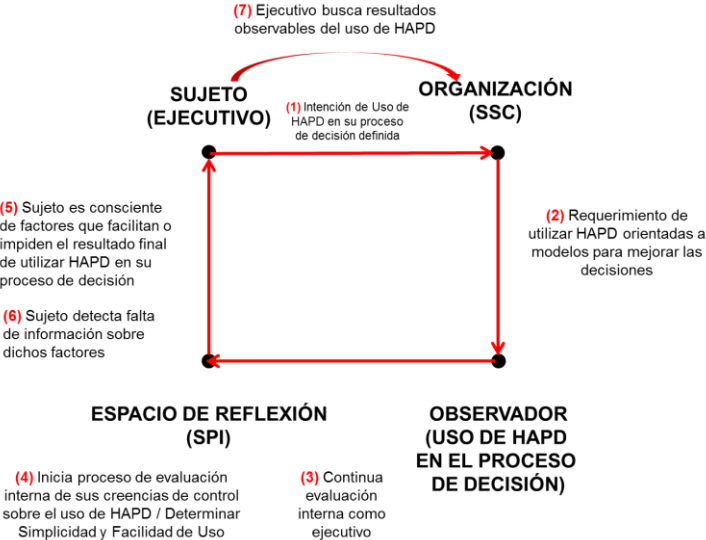 (7) Ejecutivo busca resultados
observables del uso de HAPD
SUJETO
(EJECUTIVO)
(1) Intención de Uso de
HAPD en su proceso
de decisión definida
ORGANIZACIÓN
(SSC)
(5) Sujeto es consciente
de factores que facilitan o
impiden el resultado final
de utilizar HAPD en su
proceso de decisión
(2) Requerimiento de
utilizar HAPD orientadas a
modelos para mejorar las
decisiones
(6) Sujeto detecta falta
de información sobre
dichos factores
ESPACIO DE REFLEXIÓN
(SPI)
OBSERVADOR
(USO DE HAPD
EN EL PROCESO
DE DECISIÓN)
(4) Inicia proceso de evaluación
interna de sus creencias de control
sobre el uso de HAPD / Determinar
Simplicidad y Facilidad de Uso
(3) Continua
evaluación
interna como
ejecutivo